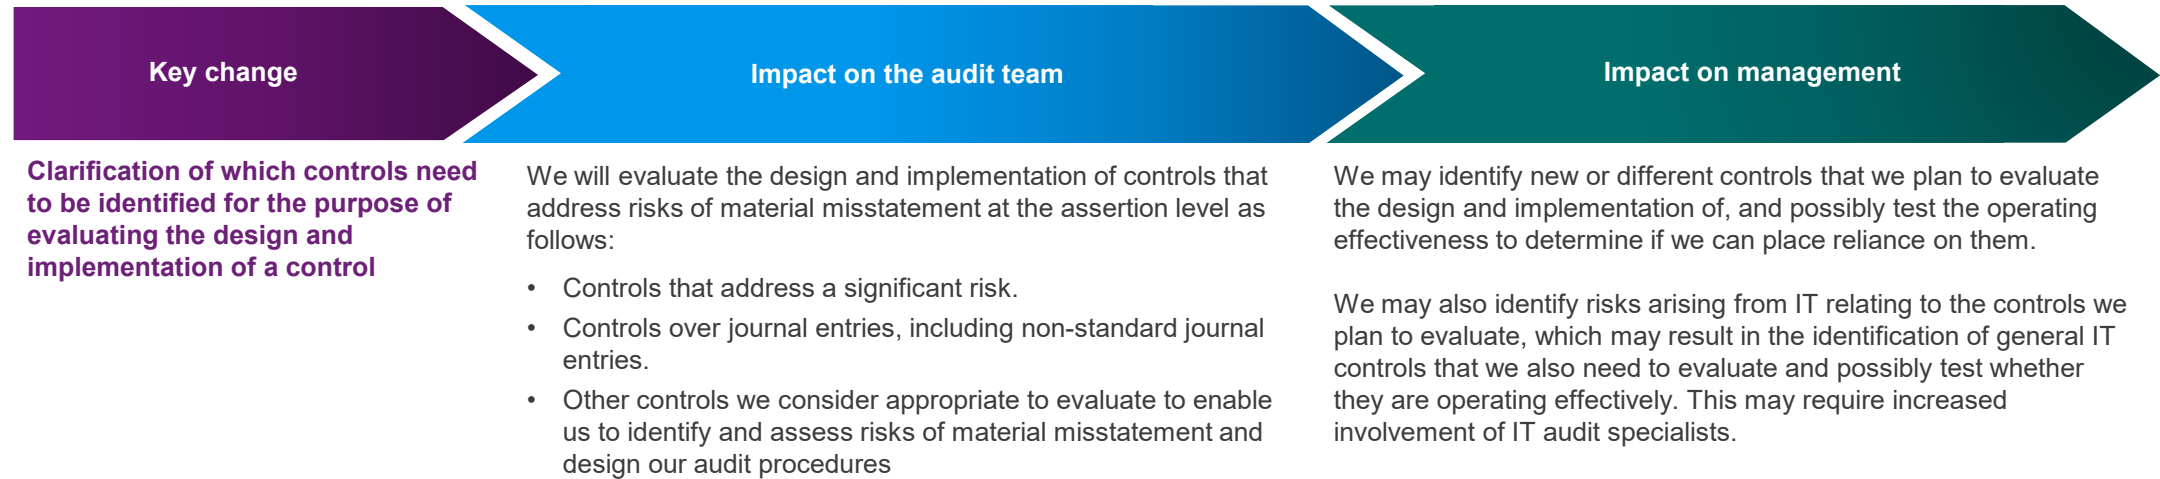 Key change
Impact on the audit team
Impact on management
Clarification of which controls need
to be identified for the purpose of
evaluating the design and
implementation of a control
We will evaluate the design and implementation of controls that
address risks of material misstatement at the assertion level as
follows:
• Controls that address a significant risk.
• Controls over journal entries, including non-standard journal
entries.
• Other controls we consider appropriate to evaluate to enable
us to identify and assess risks of material misstatement and
design our audit procedures
We may identify new or different controls that we plan to evaluate
the design and implementation of, and possibly test the operating
effectiveness to determine if we can place reliance on them.
We may also identify risks arising from IT relating to the controls we
plan to evaluate, which may result in the identification of general IT
controls that we also need to evaluate and possibly test whether
they are operating effectively. This may require increased
involvement of IT audit specialists.